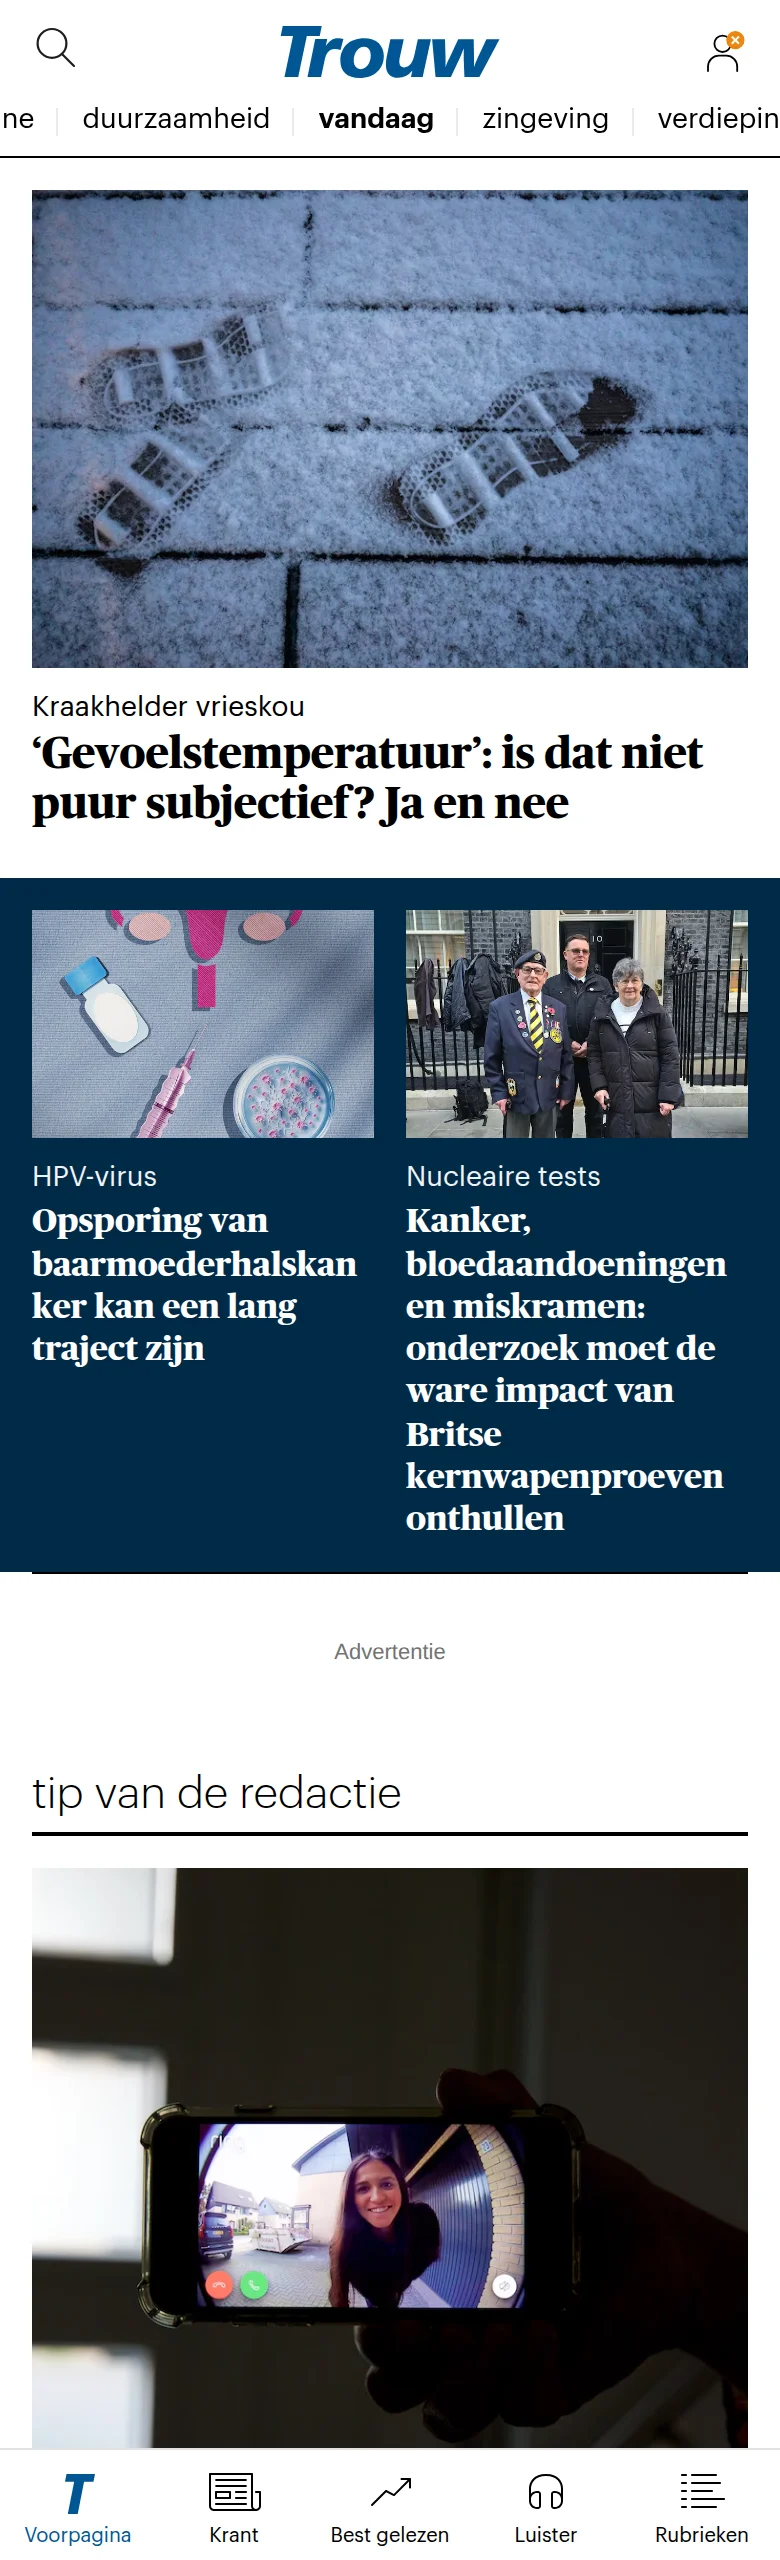 Trouw
ne
duurzaamheid
vandaag
zingeving
verdiepin
Kraakhelder vrieskou
‘Gevoelstemperatuur’: is dat niet
puur subjectief? Ja en nee
10
HPV-virus
Opsporing van
baarmoederhalskan
ker kan een lang
traject zijn
Nucleaire tests
Kanker,
bloedaandoeningen
en miskramen:
onderzoek moet de
ware impact van
Britse
kernwapenproeven
onthullen
Advertentie
tip van de redactie
ring
T
Voorpagina
Krant
Best gelezen
Luister
Rubrieken